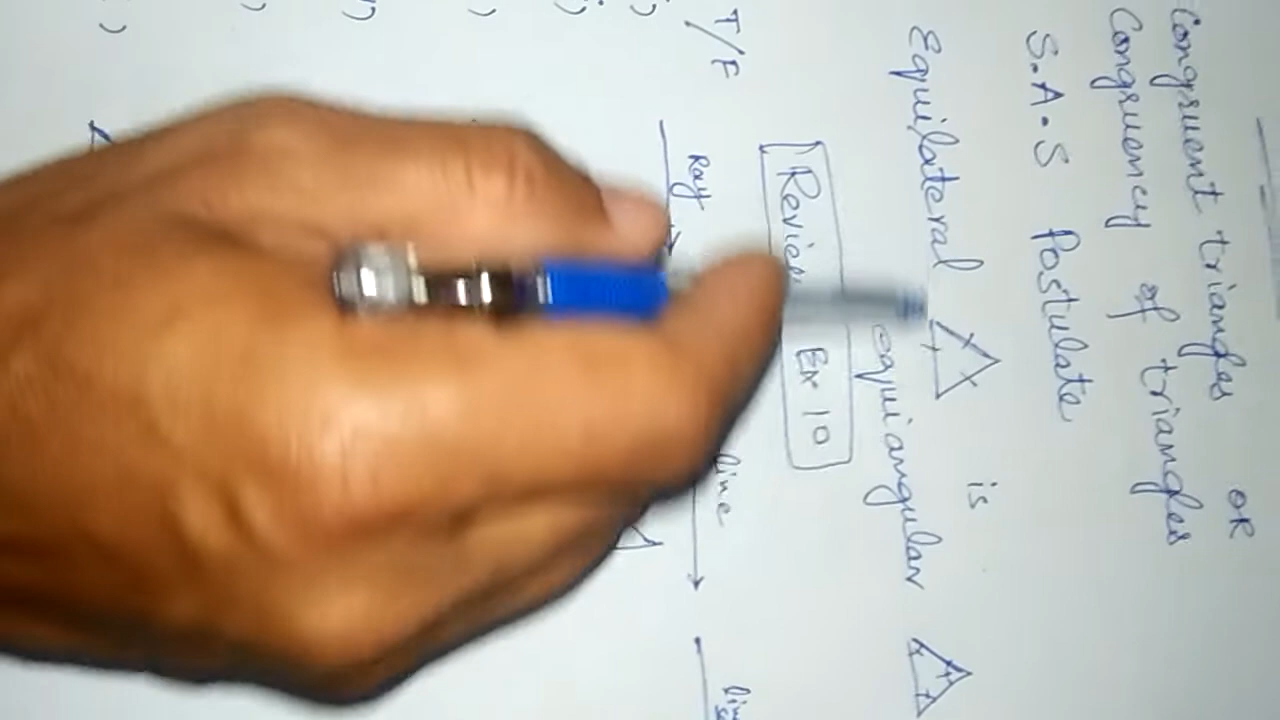 Congruent triangles OR
Congruency of triangles
S.A.S Postulate
Equilateral is
equiangular
Ex 10
T/F Ray line